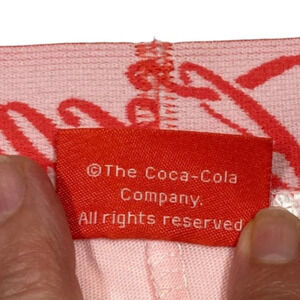 ©The Coca-Cola
Company.
All rights reserved